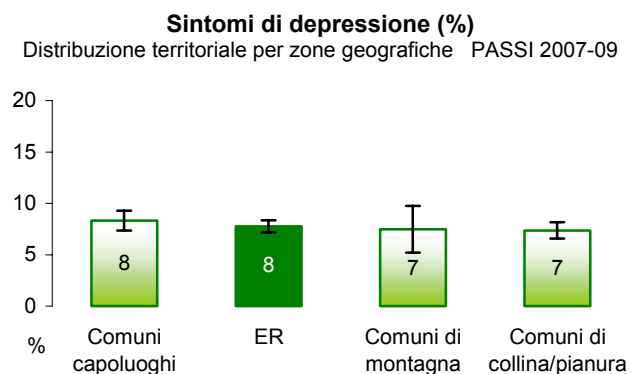 Sintomi di depressione (%)
Distribuzione territoriale per zone geografiche PASSI 2007-09
20
15
10
5
0
%
8
8
7
7
Comuni capoluoghi
ER
Comuni di montagna
Comuni di collina/pianura